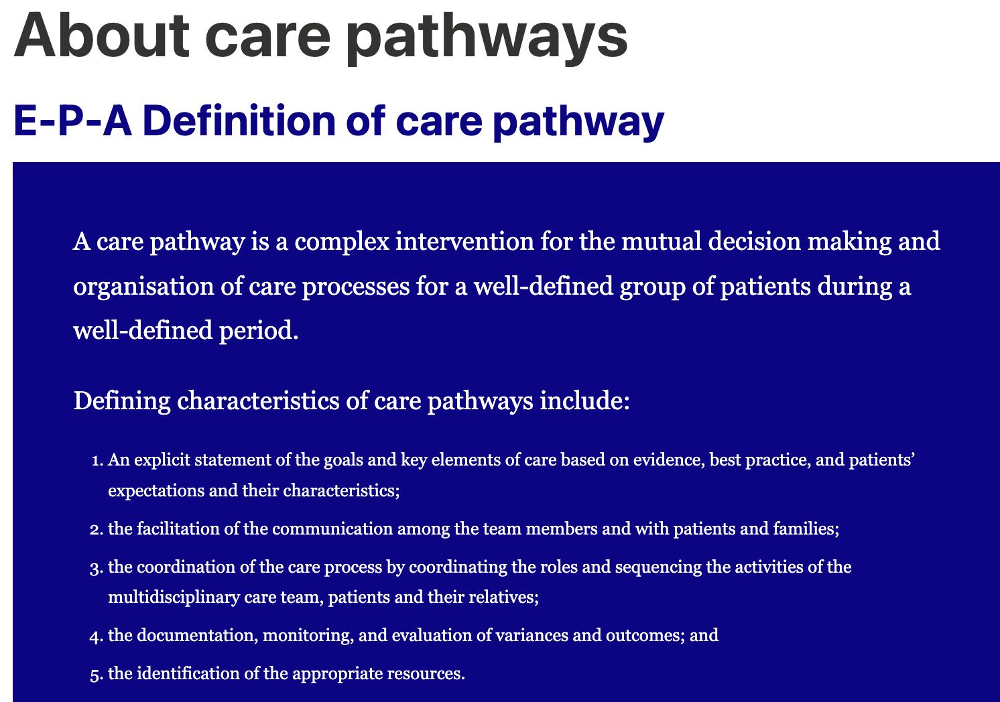 About care pathways
E-P-A Definition of care pathway
A care pathway is a complex intervention for the mutual decision making and
organisation of care processes for a well-defined group of patients during a
well-defined period.
Defining characteristics of care pathways include:
1. An explicit statement of the goals and key elements of care based on evidence, best practice, and patients’
expectations and their characteristics;
2. the facilitation of the communication among the team members and with patients and families;
3. the coordination of the care process by coordinating the roles and sequencing the activities of the
multidisciplinary care team, patients and their relatives;
4. the documentation, monitoring, and evaluation of variances and outcomes; and
5. the identification of the appropriate resources.